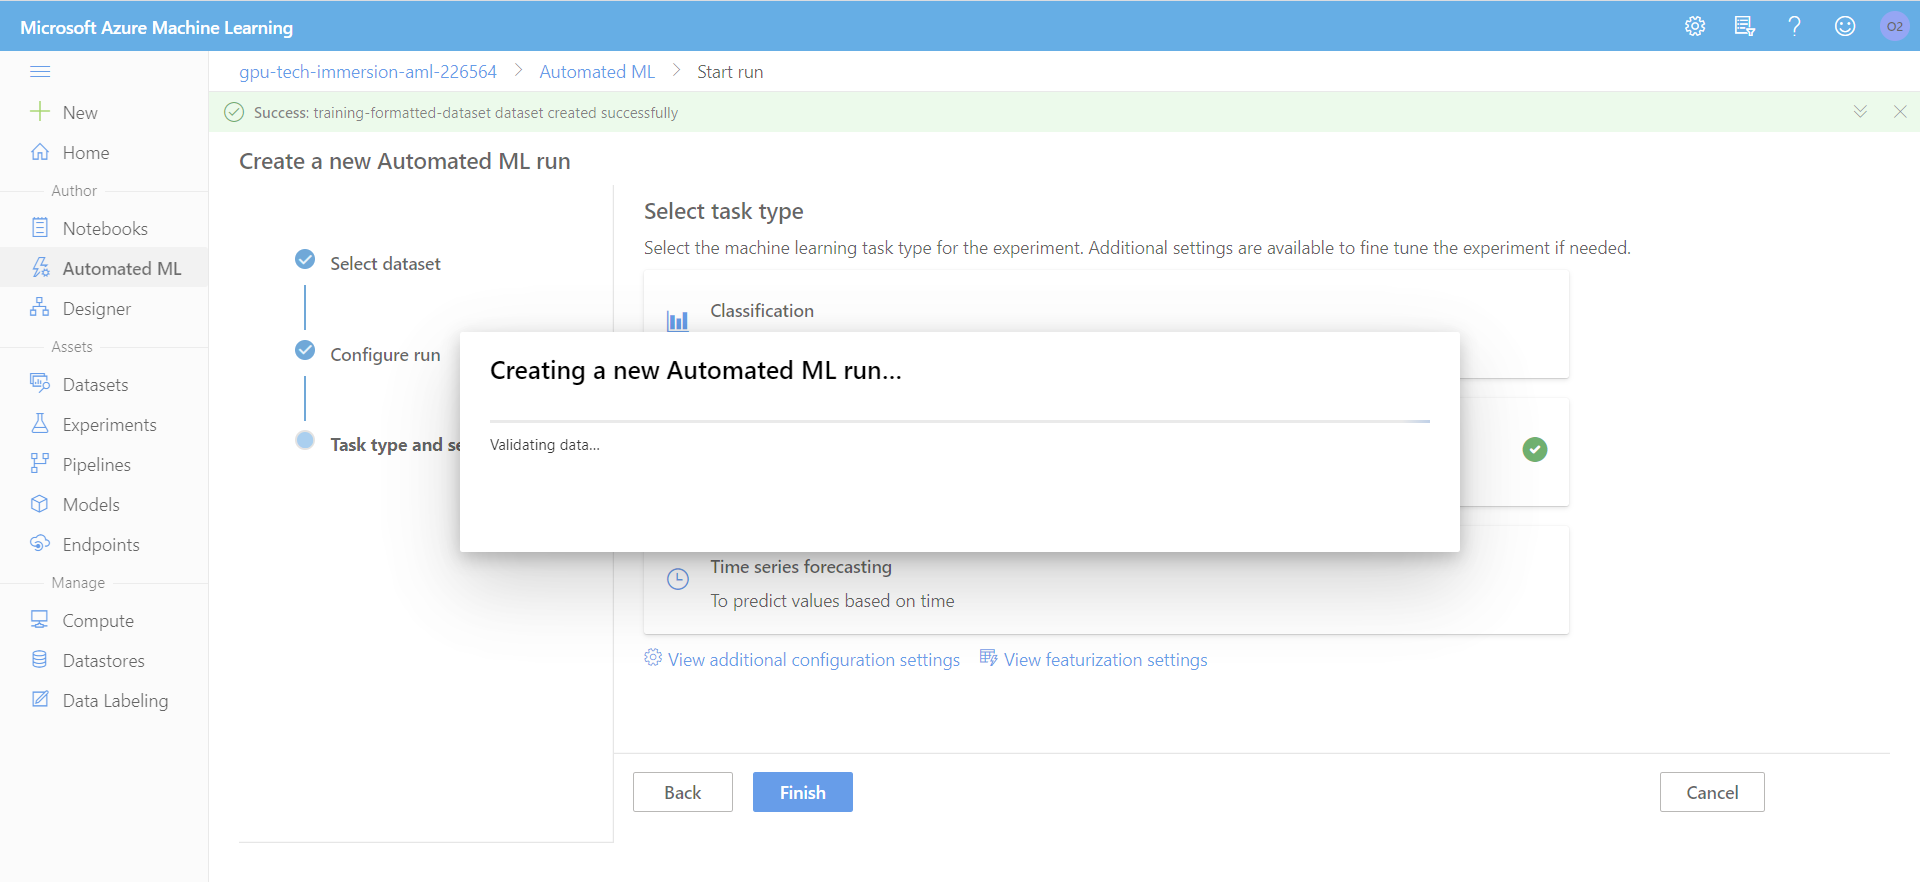 Microsoft Azure Machine Learning
O2
gpu-tech-immersion-aml-226564 > Automated ML > Start run
Success: training-formatted-dataset dataset created successfully
New
Home
Author
Notebooks
Automated ML
Designer
Assets
Datasets
Experiments
Pipelines
Models
Endpoints
Manage
Compute
Datastores
Data Labeling
Create a new Automated ML run
Select dataset
Configure run
Task type and se
Select task type
Select the machine learning task type for the experiment. Additional settings are available to fine tune the experiment if needed.
Classification
Creating a new Automated ML run...
Validating data...
Time series forecasting
To predict values based on time
View additional configuration settings
View featurization settings
Back
Finish
Cancel